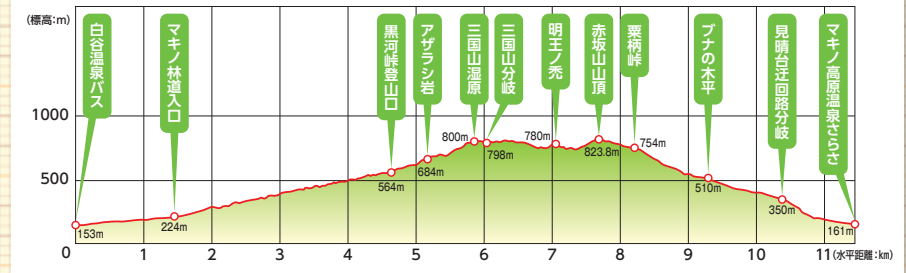 (標高:m)
白谷温泉バス
マキノ林道入口
黒河峠登山口
アザラシ岩
三国山湿原
三国山分岐
明王ノ禿
赤坂山山頂
粟柄峠
ブナの木平
見晴台迂回路分岐
マキノ高原温泉さらさ
1000
500
0
153m
224m
564m
684m
800m
798m
780m
823.8m
754m
510m
350m
161m
1 2 3 4 5 6 7 8 9 10 11 (水平距離:km)